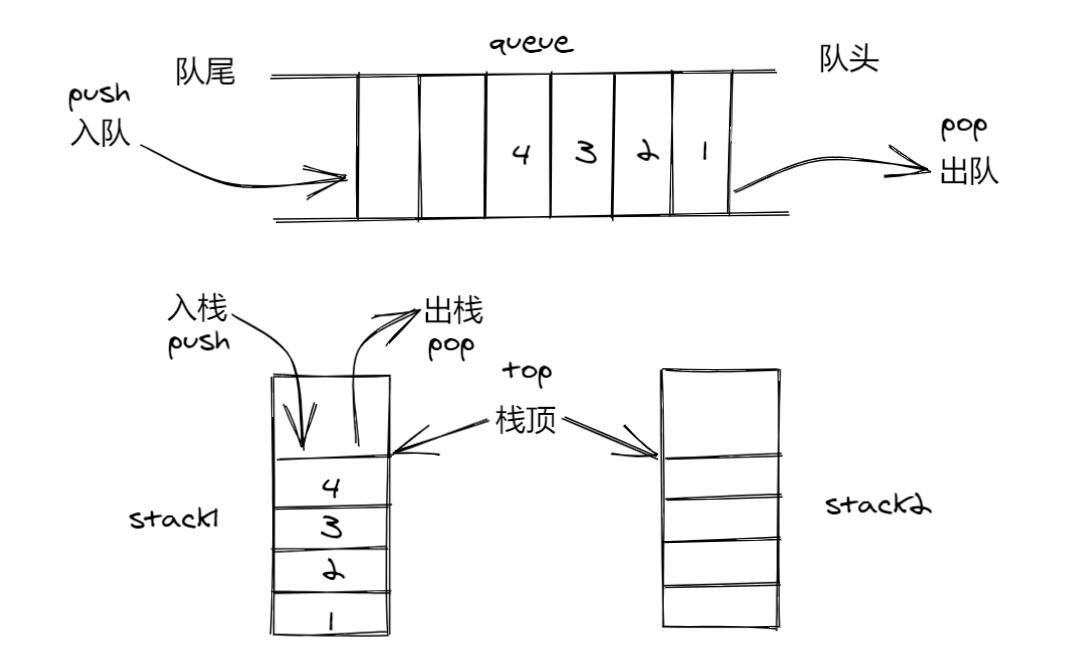 queue
队尾
队头
push
入队
4 3 2 1
pop
出队
入栈
push
出栈
pop
top
栈顶
stack1
4
3
2
1
stack2